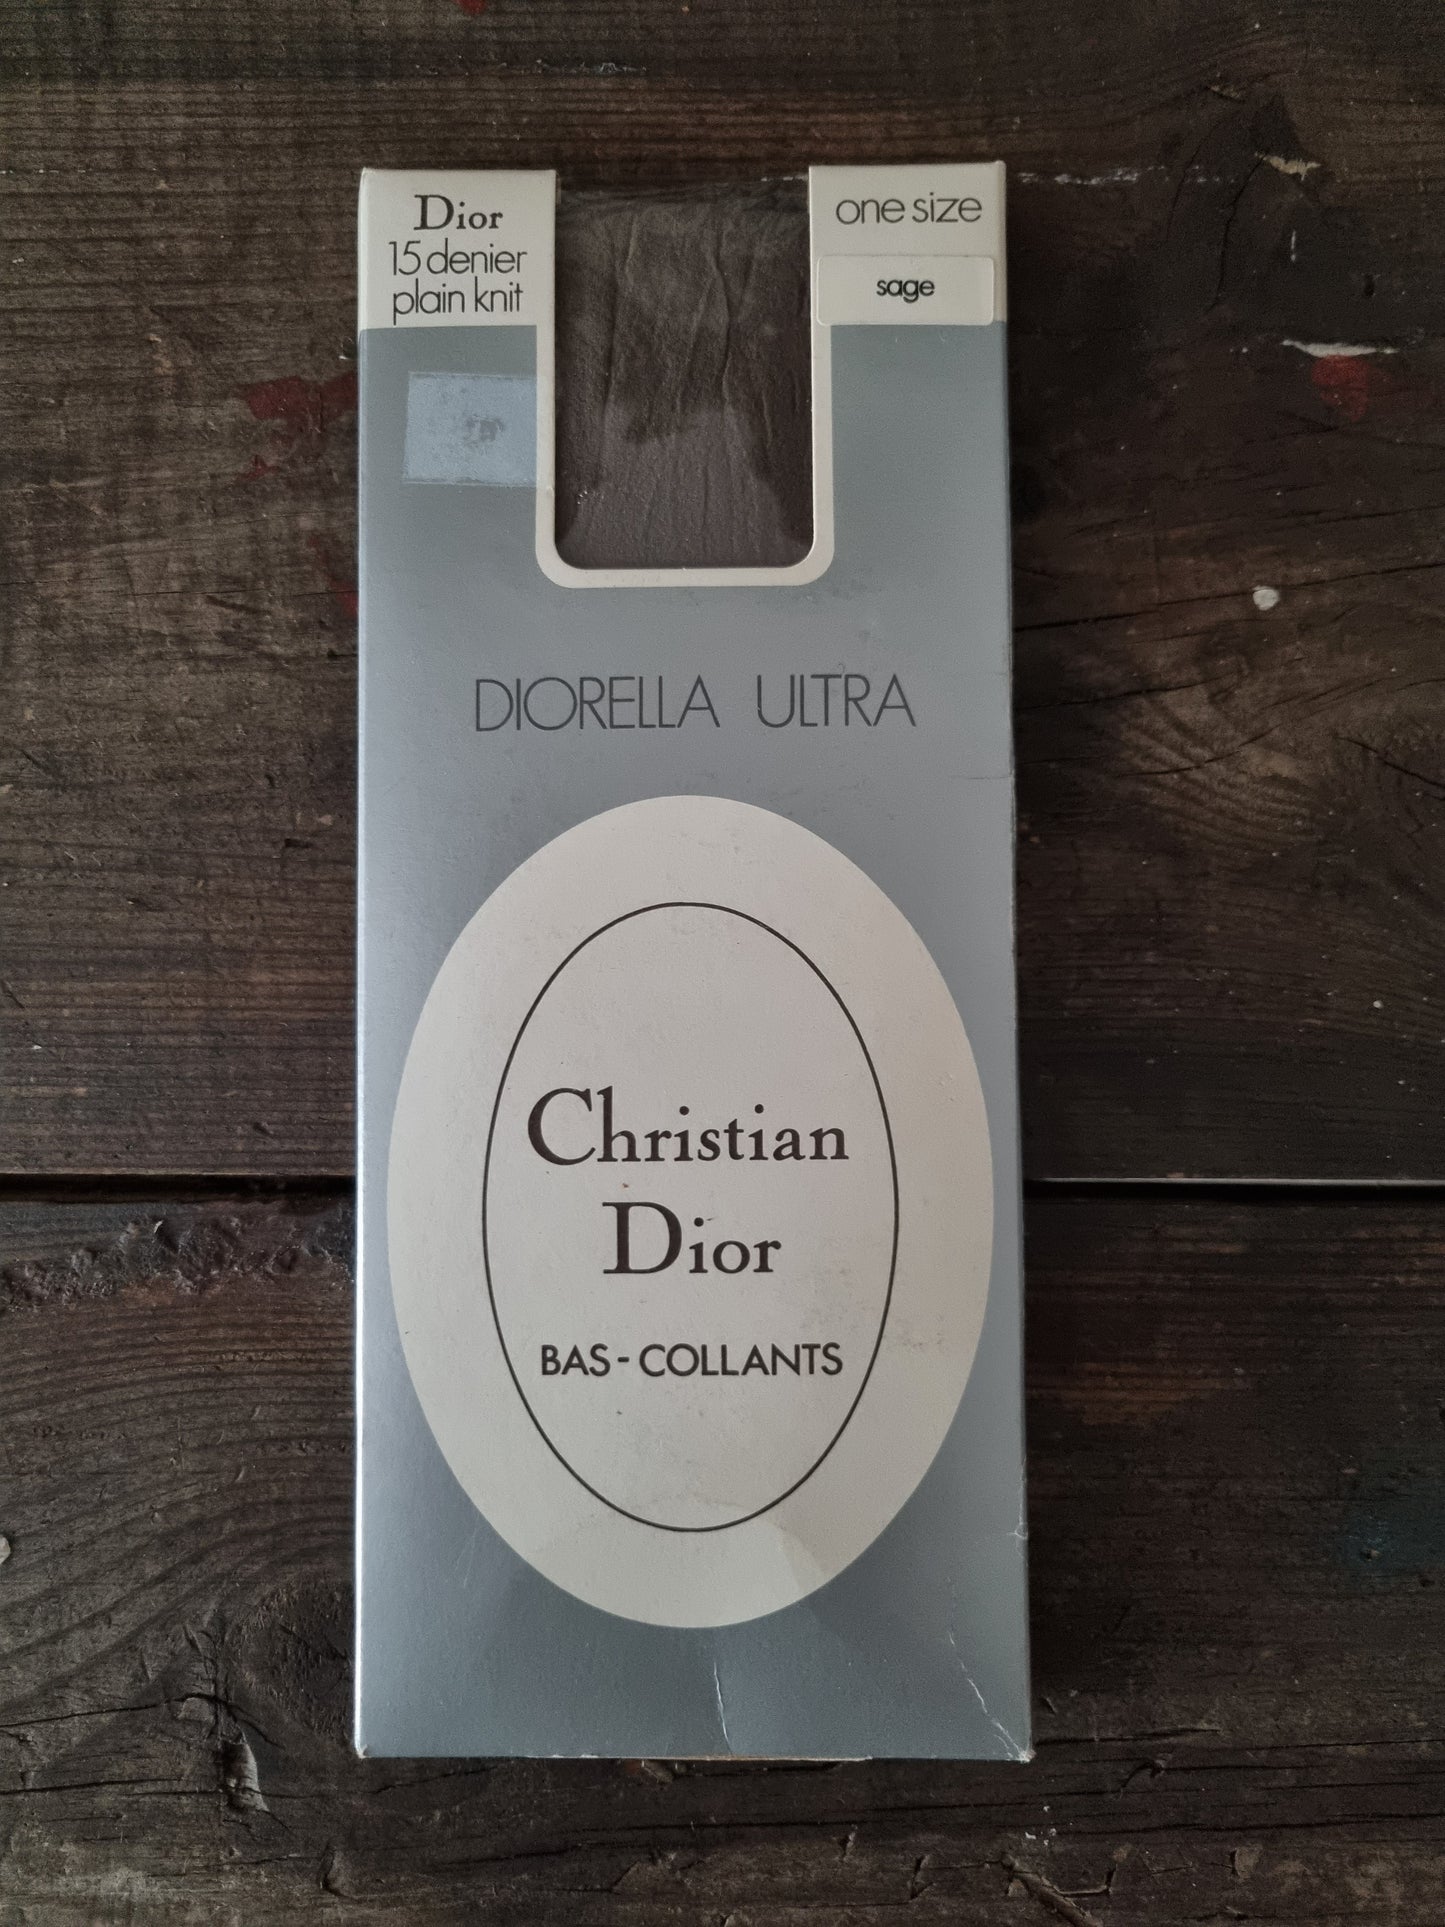 Dior
15 denier
plain knit
one size
sage
DIORELLA ULTRA
Christian
Dior
BAS-COLLANTS